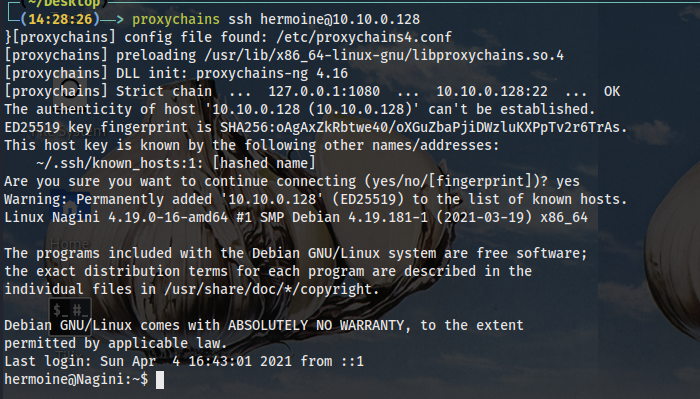 ~/Desktop
(14:28:26)──> proxychains ssh hermoine@10.10.0.128
}[proxychains] config file found: /etc/proxychains4.conf
[proxychains] preloading /usr/lib/x86_64-linux-gnu/libproxychains.so.4
[proxychains] DLL init: proxychains-ng 4.16
[proxychains] Strict chain  ...  127.0.0.1:1080  ...  10.10.0.128:22  ...  OK
The authenticity of host '10.10.0.128 (10.10.0.128)' can't be established.
ED25519 key fingerprint is SHA256:oAgAxZkRbtwe40/oXGuZbaPjiDWzluKXPpTv2r6TrAs.
This host key is known by the following other names/addresses:
    ~/.ssh/known_hosts:1: [hashed name]
Are you sure you want to continue connecting (yes/no/[fingerprint])? yes
Warning: Permanently added '10.10.0.128' (ED25519) to the list of known hosts.
Linux Nagini 4.19.0-16-amd64 #1 SMP Debian 4.19.181-1 (2021-03-19) x86_64
The programs included with the Debian GNU/Linux system are free software;
the exact distribution terms for each program are described in the
individual files in /usr/share/doc/*/copyright.
Debian GNU/Linux comes with ABSOLUTELY NO WARRANTY, to the extent
permitted by applicable law.
Last login: Sun Apr  4 16:43:01 2021 from ::1
hermoine@Nagini:~$